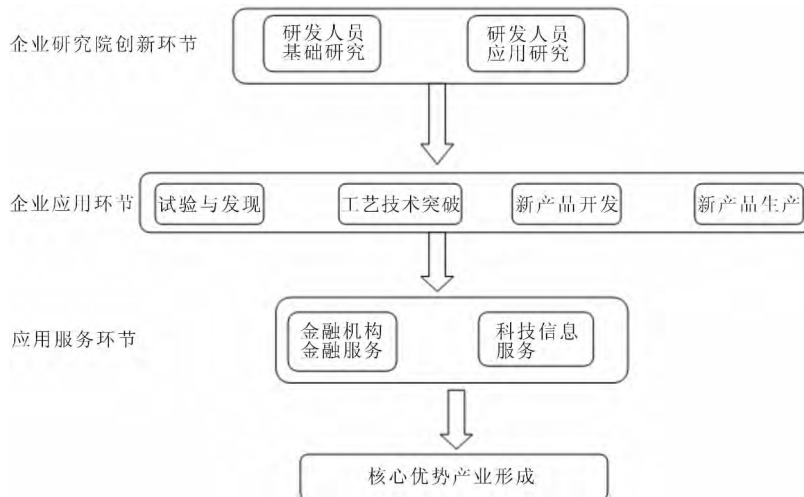 企业研究院创新环节
研发人员
基础研究
研发人员
应用研究
企业应用环节
试验与发现
工艺技术突破
新产品开发
新产品生产
应用服务环节
金融机构
金融服务
科技信息
服务
核心优势产业形成